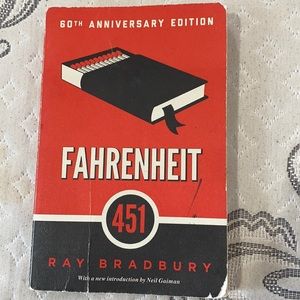 60TH ANNIVERSARY EDITION
FAHRENHEIT
451
RAY BRADBURY
With a new introduction by Neil Gaiman